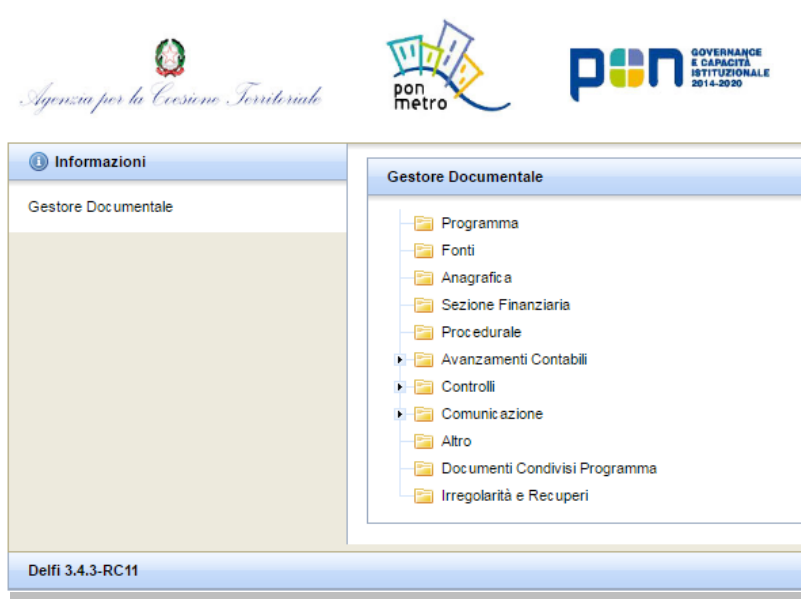 Agenzia per la Coesione Territoriale
pon
metro
pon
GOVERNANCE
E CAPACITÀ
ISTITUZIONALE
2014-2020
Informazioni
Gestore Documentale
Gestore Documentale
Programma
Fonti
Anagrafica
Sezione Finanziaria
Procedurale
Avanzamenti Contabili
Controlli
Comunicazione
Altro
Documenti Condivisi Programma
Irregolarità e Recuperi
Delfi 3.4.3-RC11